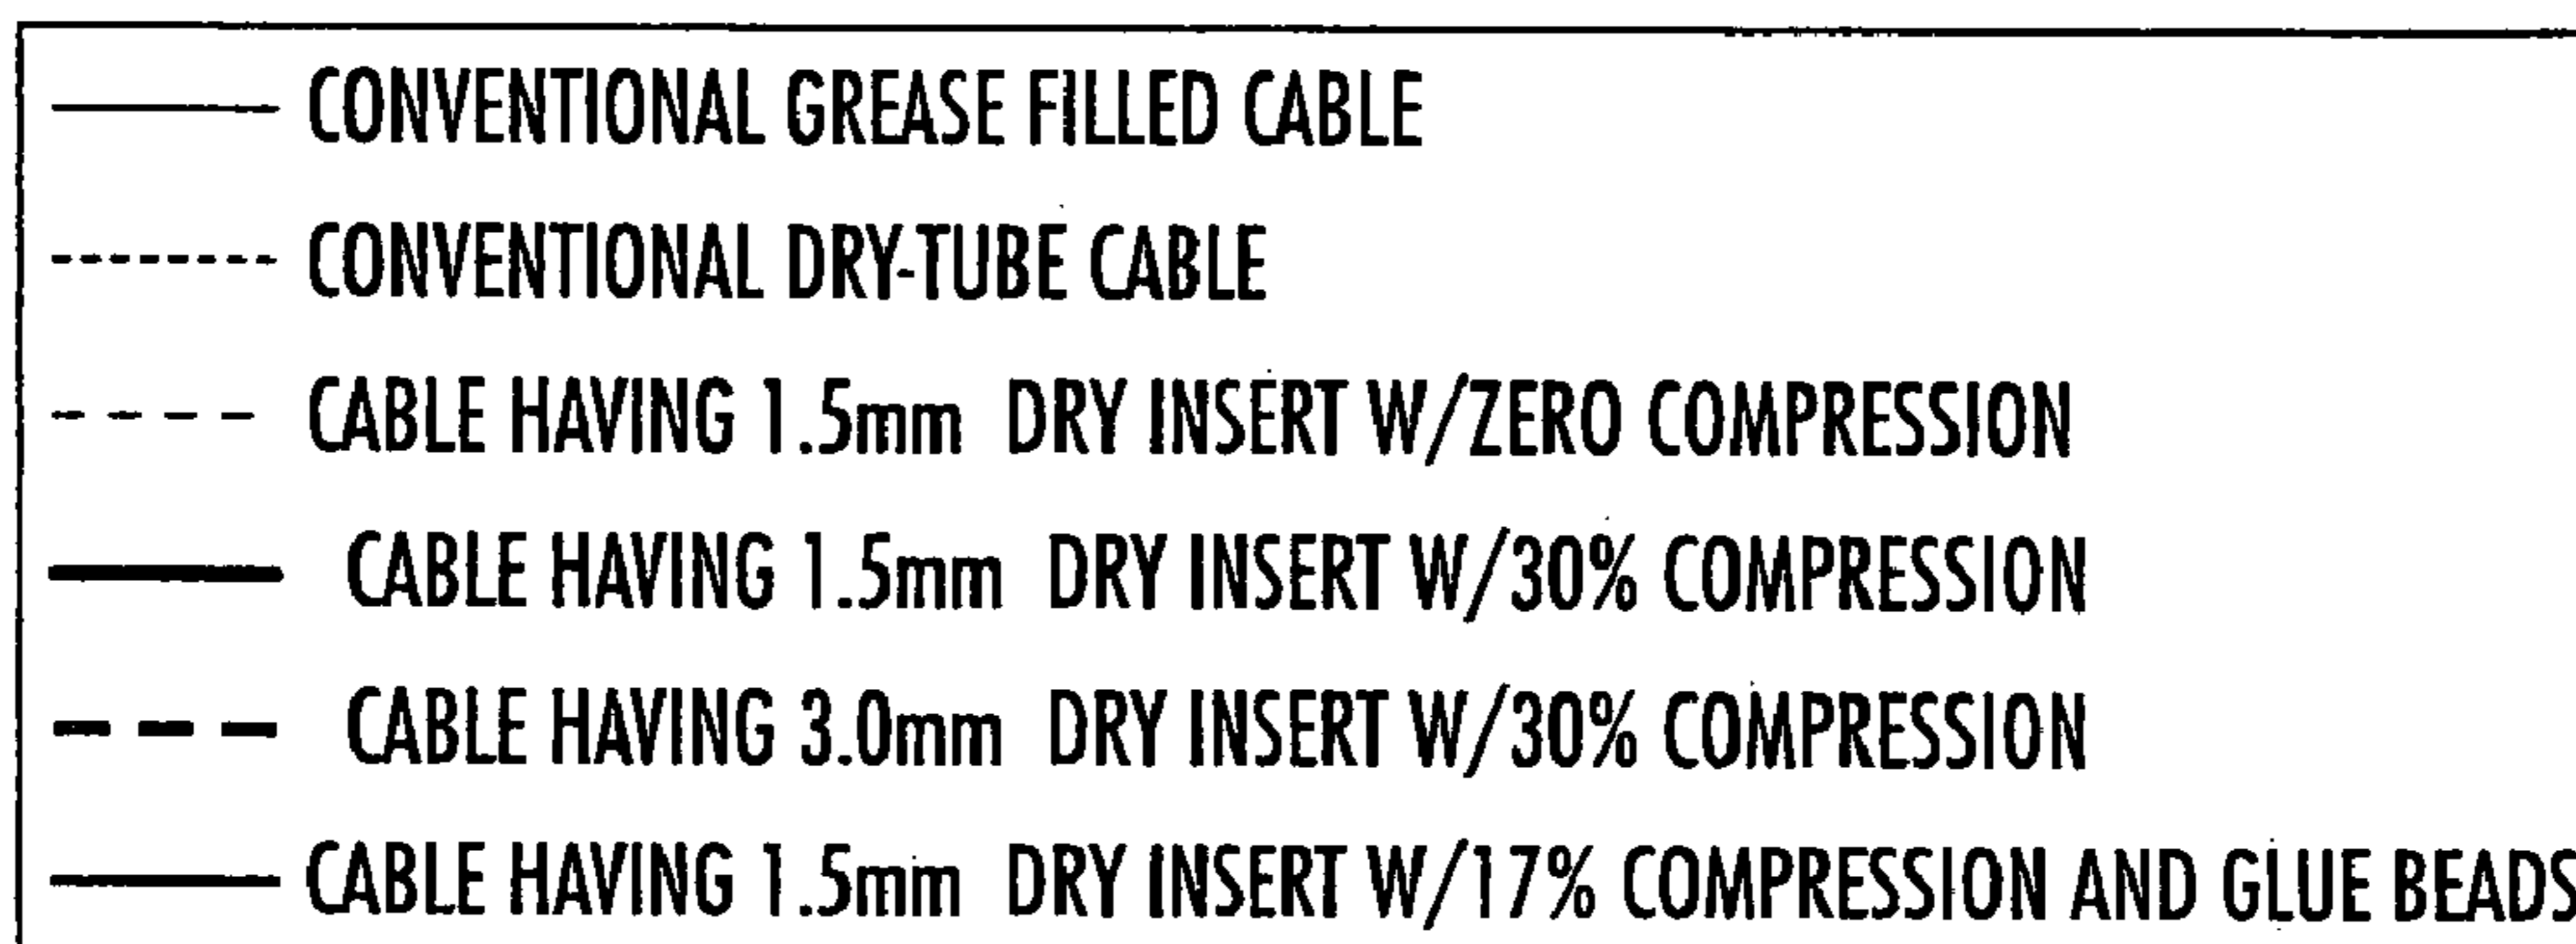 CONVENTIONAL GREASE FILLED CABLE
CONVENTIONAL DRY-TUBE CABLE
CABLE HAVING 1.5mm DRY INSERT W/ZERO COMPRESSION
CABLE HAVING 1.5mm DRY INSERT W/30% COMPRESSION
CABLE HAVING 3.0mm DRY INSERT W/30% COMPRESSION
CABLE HAVING 1.5mm DRY INSERT W/17% COMPRESSION AND GLUE BEADS